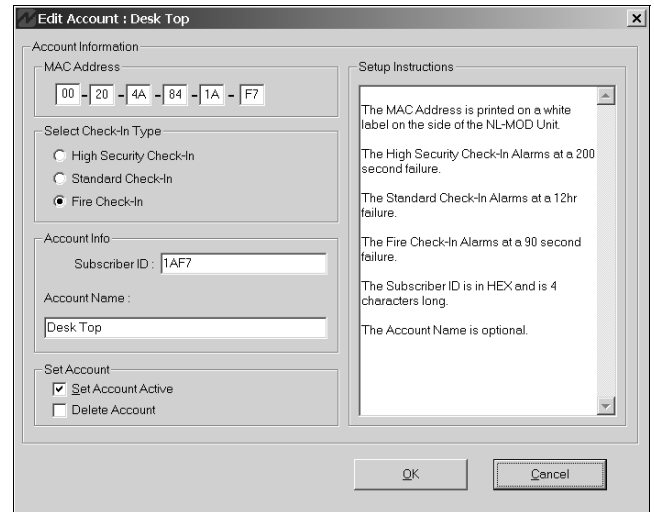 Edit Account : Desk Top
Account Information
MAC Address
00 - 20 - 4A - 84 - 1A - F7
Select Check-In Type
High Security Check-In
Standard Check-In
Fire Check-In
Account Info
Subscriber ID : 1AF7
Account Name :
Desk Top
Set Account
Set Account Active
Delete Account
Setup Instructions
The MAC Address is printed on a white
label on the side of the NL-MOD Unit.
The High Security Check-In Alarms at a 200
second failure.
The Standard Check-In Alarms at a 12hr
failure.
The Fire Check-In Alarms at a 90 second
failure.
The Subscriber ID is in HEX and is 4
characters long.
The Account Name is optional.
OK
Cancel